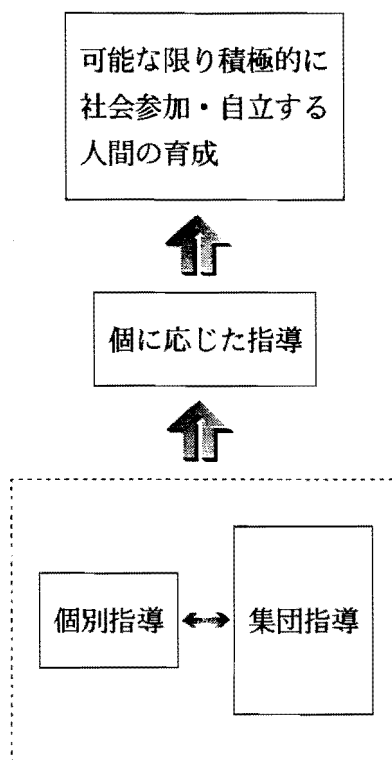 可能な限り積極的に
社会参加・自立する
人間の育成
個に応じた指導
個別指導
集団指導